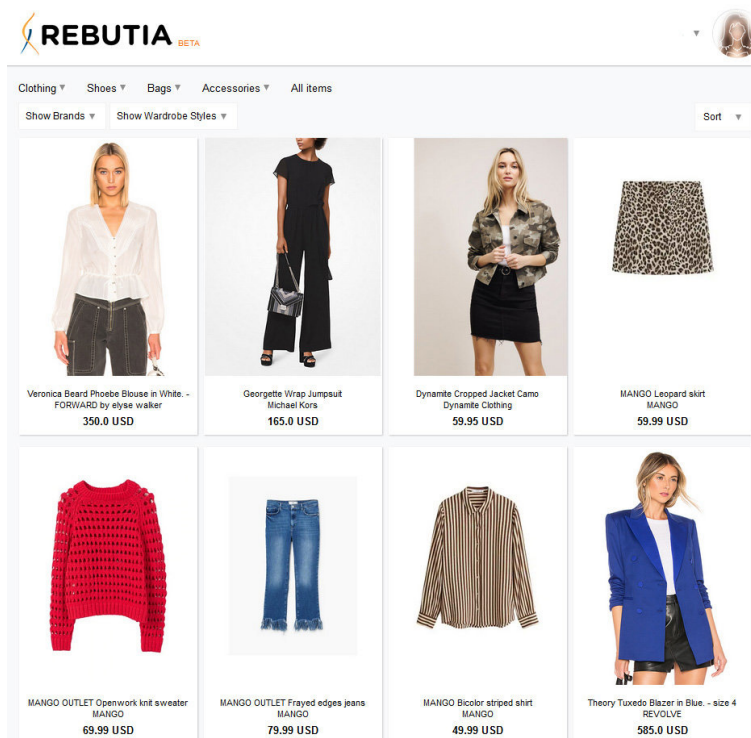 REBUTIA BETA
Clothing Shoes Bags Accessories All items
Show Brands Show Wardrobe Styles Sort
Veronica Beard Phoebe Blouse in White. -
FORWARD by elyse walker
350.0 USD
Georgette Wrap Jumpsuit
Michael Kors
165.0 USD
Dynamite Cropped Jacket Camo
Dynamite Clothing
59.95 USD
MANGO Leopard skirt
MANGO
59.99 USD
MANGO OUTLET Openwork knit sweater
MANGO
69.99 USD
MANGO OUTLET Frayed edges jeans
MANGO
79.99 USD
MANGO Bicolor striped shirt
MANGO
49.99 USD
Theory Tuxedo Blazer in Blue. - size 4
REVOLVE
585.0 USD